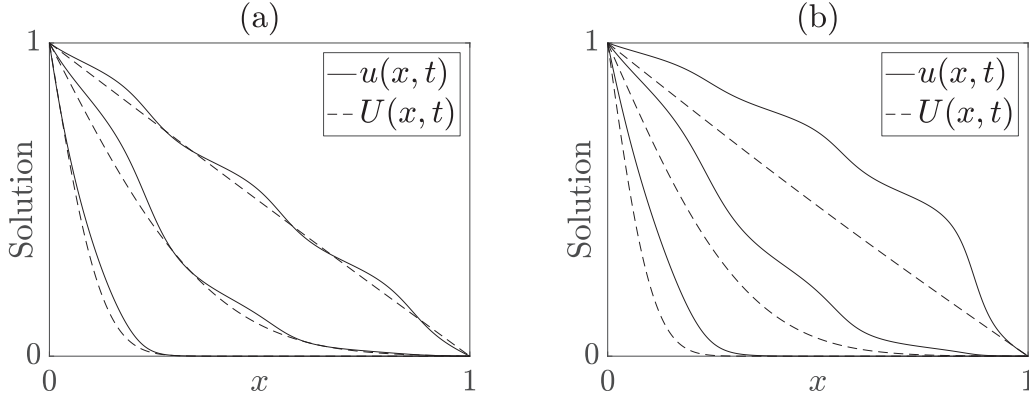 (a)
1
u(x, t)
U(x, t)
Solution
0
0
x
1
(b)
1
u(x, t)
U(x, t)
Solution
0
0
x
1